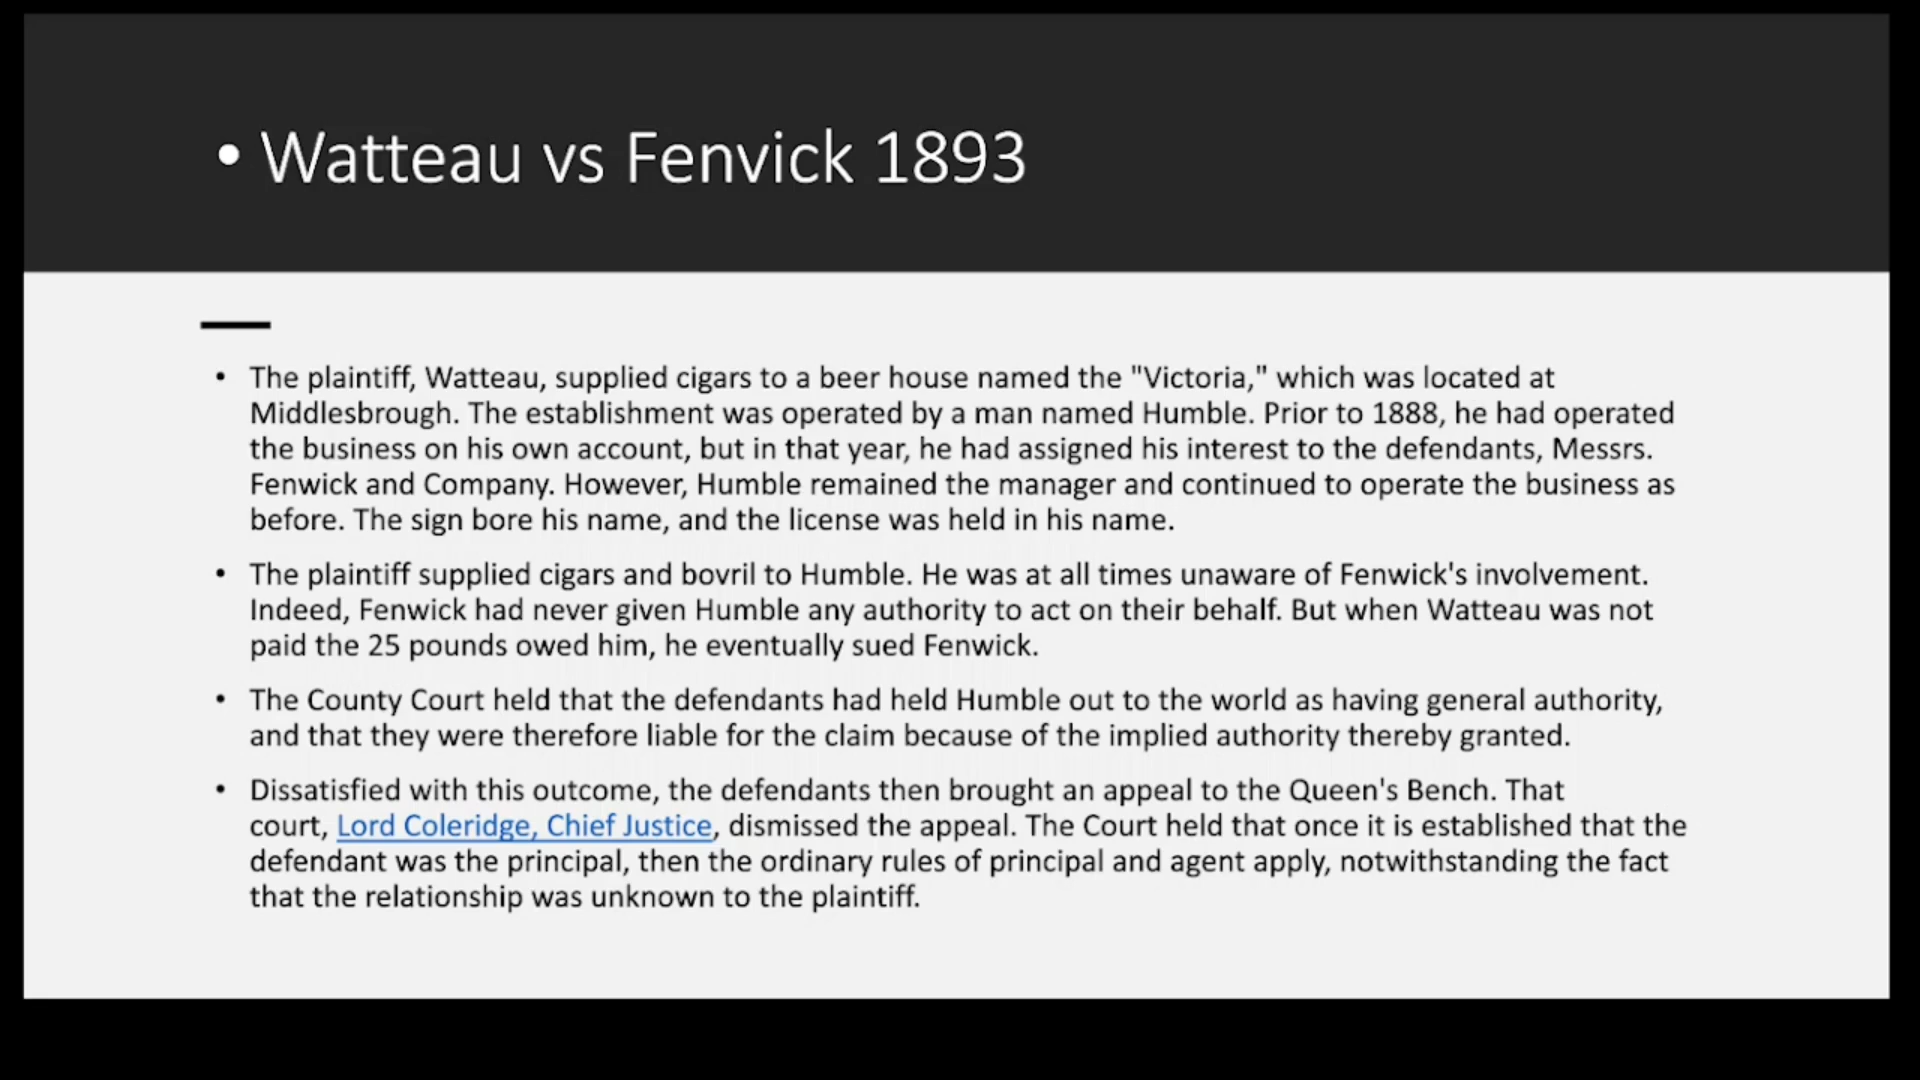 • Watteau vs Fenvick 1893
• The plaintiff, Watteau, supplied cigars to a beer house named the "Victoria," which was located at
Middlesbrough. The establishment was operated by a man named Humble. Prior to 1888, he had operated
the business on his own account, but in that year, he had assigned his interest to the defendants, Messrs.
Fenwick and Company. However, Humble remained the manager and continued to operate the business as
before. The sign bore his name, and the license was held in his name.
• The plaintiff supplied cigars and bovril to Humble. He was at all times unaware of Fenwick's involvement.
Indeed, Fenwick had never given Humble any authority to act on their behalf. But when Watteau was not
paid the 25 pounds owed him, he eventually sued Fenwick.
• The County Court held that the defendants had held Humble out to the world as having general authority,
and that they were therefore liable for the claim because of the implied authority thereby granted.
• Dissatisfied with this outcome, the defendants then brought an appeal to the Queen's Bench. That
court, Lord Coleridge, Chief Justice, dismissed the appeal. The Court held that once it is established that the
defendant was the principal, then the ordinary rules of principal and agent apply, notwithstanding the fact
that the relationship was unknown to the plaintiff.